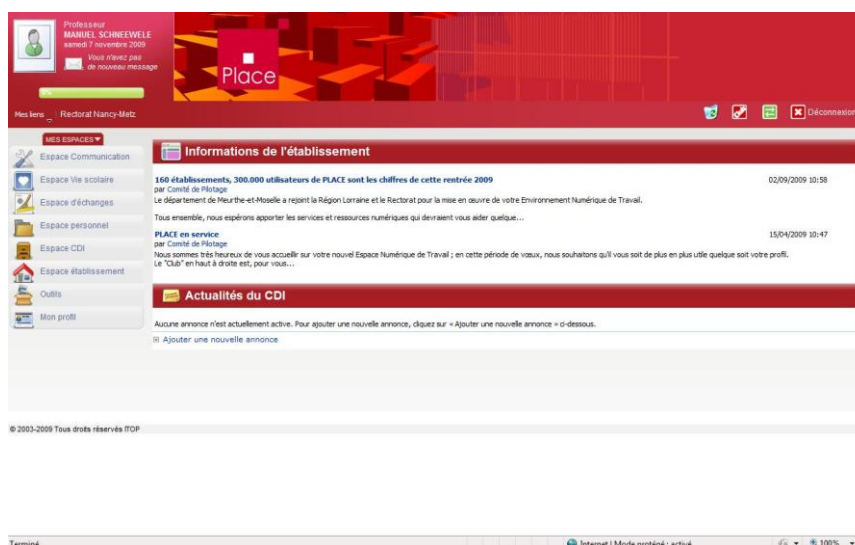 Professeur
MANUEL SCHNEEWELE
samedi 7 novembre 2009
Vous n'avez pas
de nouveau message
0%
Place
Mes liens
Rectorat Nancy-Metz
Déconnexion
MES ESPACES
Espace Communication
Espace Vie scolaire
Espace d'échanges
Espace personnel
Espace CDI
Espace établissement
Outils
Mon profil
Informations de l'établissement
160 établissements, 300.000 utilisateurs de PLACE sont les chiffres de cette rentrée 2009 02/09/2009 10:58
par Comité de Pilotage
Le département de Meurthe-et-Moselle a rejoint la Région Lorraine et le Rectorat pour la mise en œuvre de votre Environnement Numérique de Travail.
Tous ensemble, nous espérons apporter les services et ressources numériques qui devraient vous aider quelque...
PLACE en service 15/04/2009 10:47
par Comité de Pilotage
Nous sommes très heureux de vous accueillir sur votre nouvel Espace Numérique de Travail ; en cette période de vœux, nous souhaitons qu'il vous soit de plus en plus utile quelque soit votre profil.
Le "Club" en haut à droite est, pour vous...
Actualités du CDI
Aucune annonce n'est actuellement active. Pour ajouter une nouvelle annonce, cliquez sur « Ajouter une nouvelle annonce » ci-dessous.
Ajouter une nouvelle annonce
© 2003-2009 Tous droits réservés ITOP
Terminé
Internet | Mode protégé : activé
100%